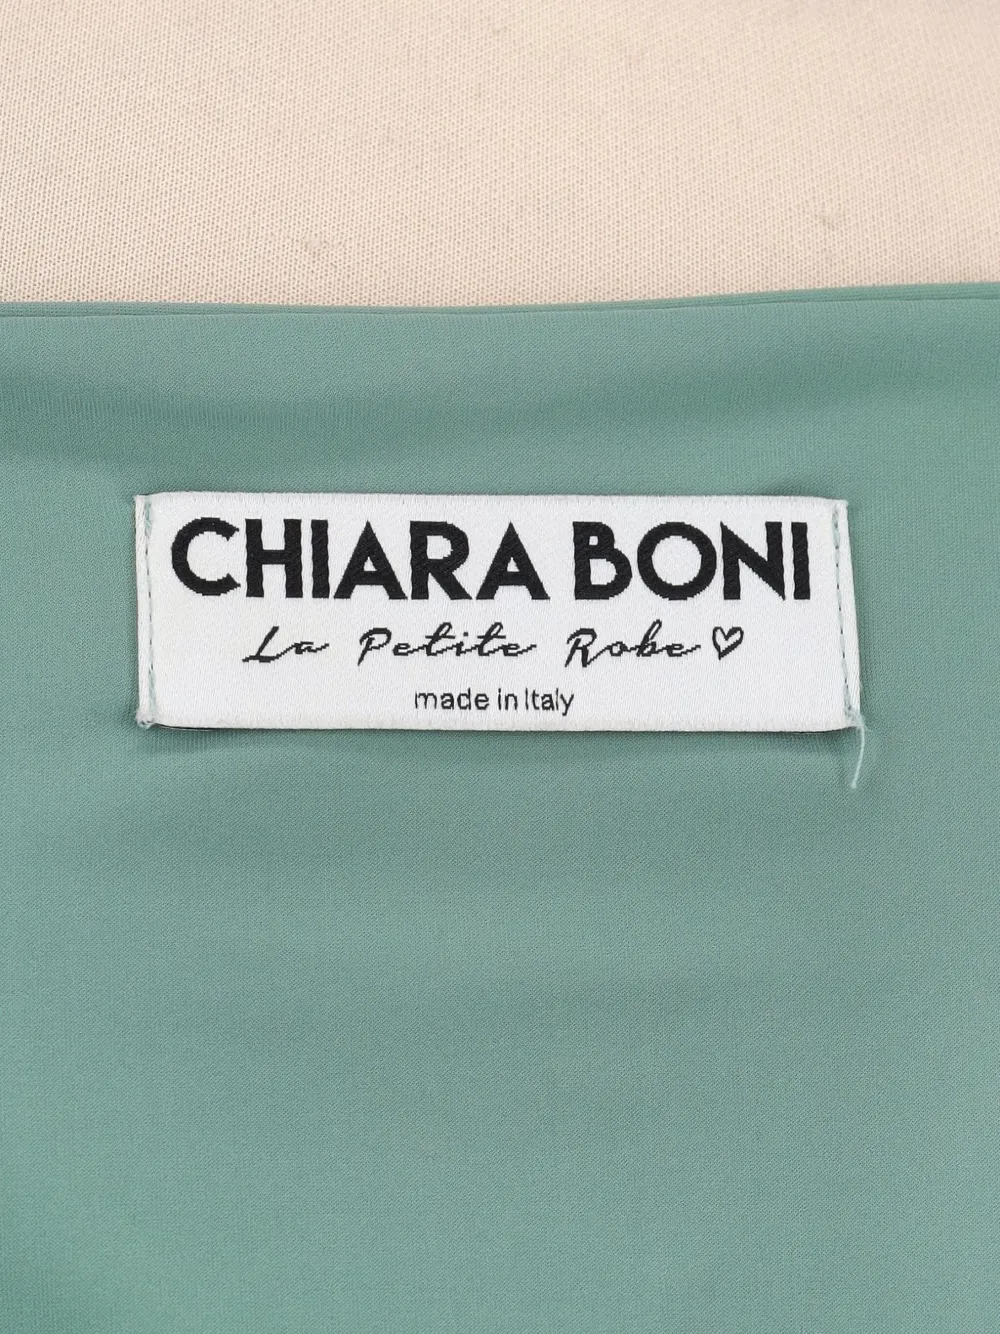 CHIARA BONI
La Petite Robe ♡
made in Italy